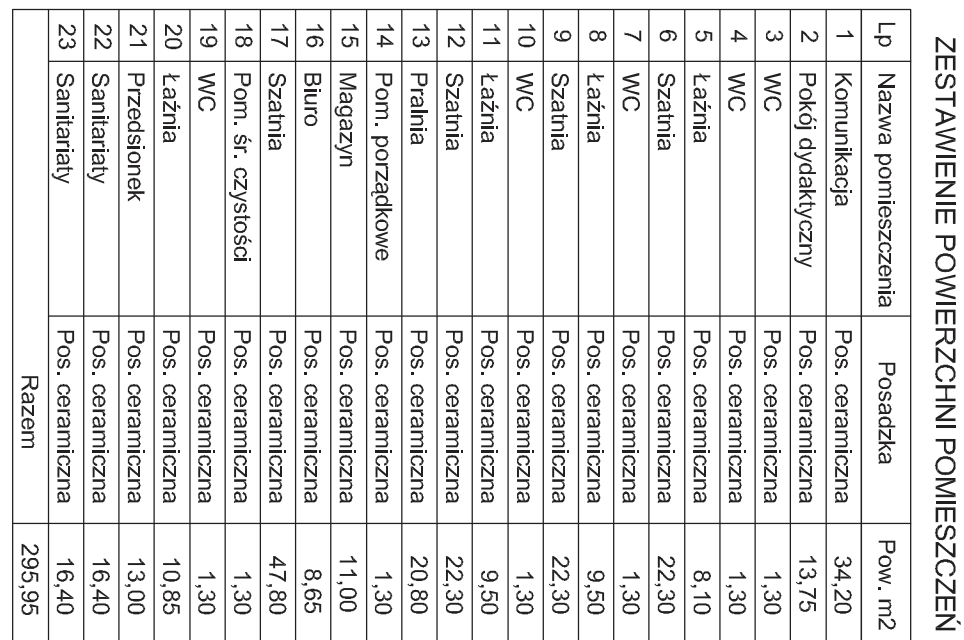 ZESTAWIENIE POWIERZCHNI POMIESZCZEŃ
Lp Nazwa pomieszczenia Posadzka Pow. m2
1 Komunikacja Pos. ceramiczna 34,20
2 Pokój dydaktyczny Pos. ceramiczna 13,75
3 WC Pos. ceramiczna 1,30
4 WC Pos. ceramiczna 1,30
5 Łaźnia Pos. ceramiczna 8,10
6 Szatnia Pos. ceramiczna 22,30
7 WC Pos. ceramiczna 1,30
8 Łaźnia Pos. ceramiczna 9,50
9 Szatnia Pos. ceramiczna 22,30
10 WC Pos. ceramiczna 1,30
11 Łaźnia Pos. ceramiczna 9,50
12 Szatnia Pos. ceramiczna 22,30
13 Pralnia Pos. ceramiczna 20,80
14 Pom. porządkowe Pos. ceramiczna 1,30
15 Magazyn Pos. ceramiczna 11,00
16 Biuro Pos. ceramiczna 8,65
17 Szatnia Pos. ceramiczna 47,80
18 Pom. śr. czystości Pos. ceramiczna 1,30
19 WC Pos. ceramiczna 1,30
20 Łaźnia Pos. ceramiczna 10,85
21 Przedsionek Pos. ceramiczna 13,00
22 Sanitariaty Pos. ceramiczna 16,40
23 Sanitariaty Pos. ceramiczna 16,40
Razem 295,95